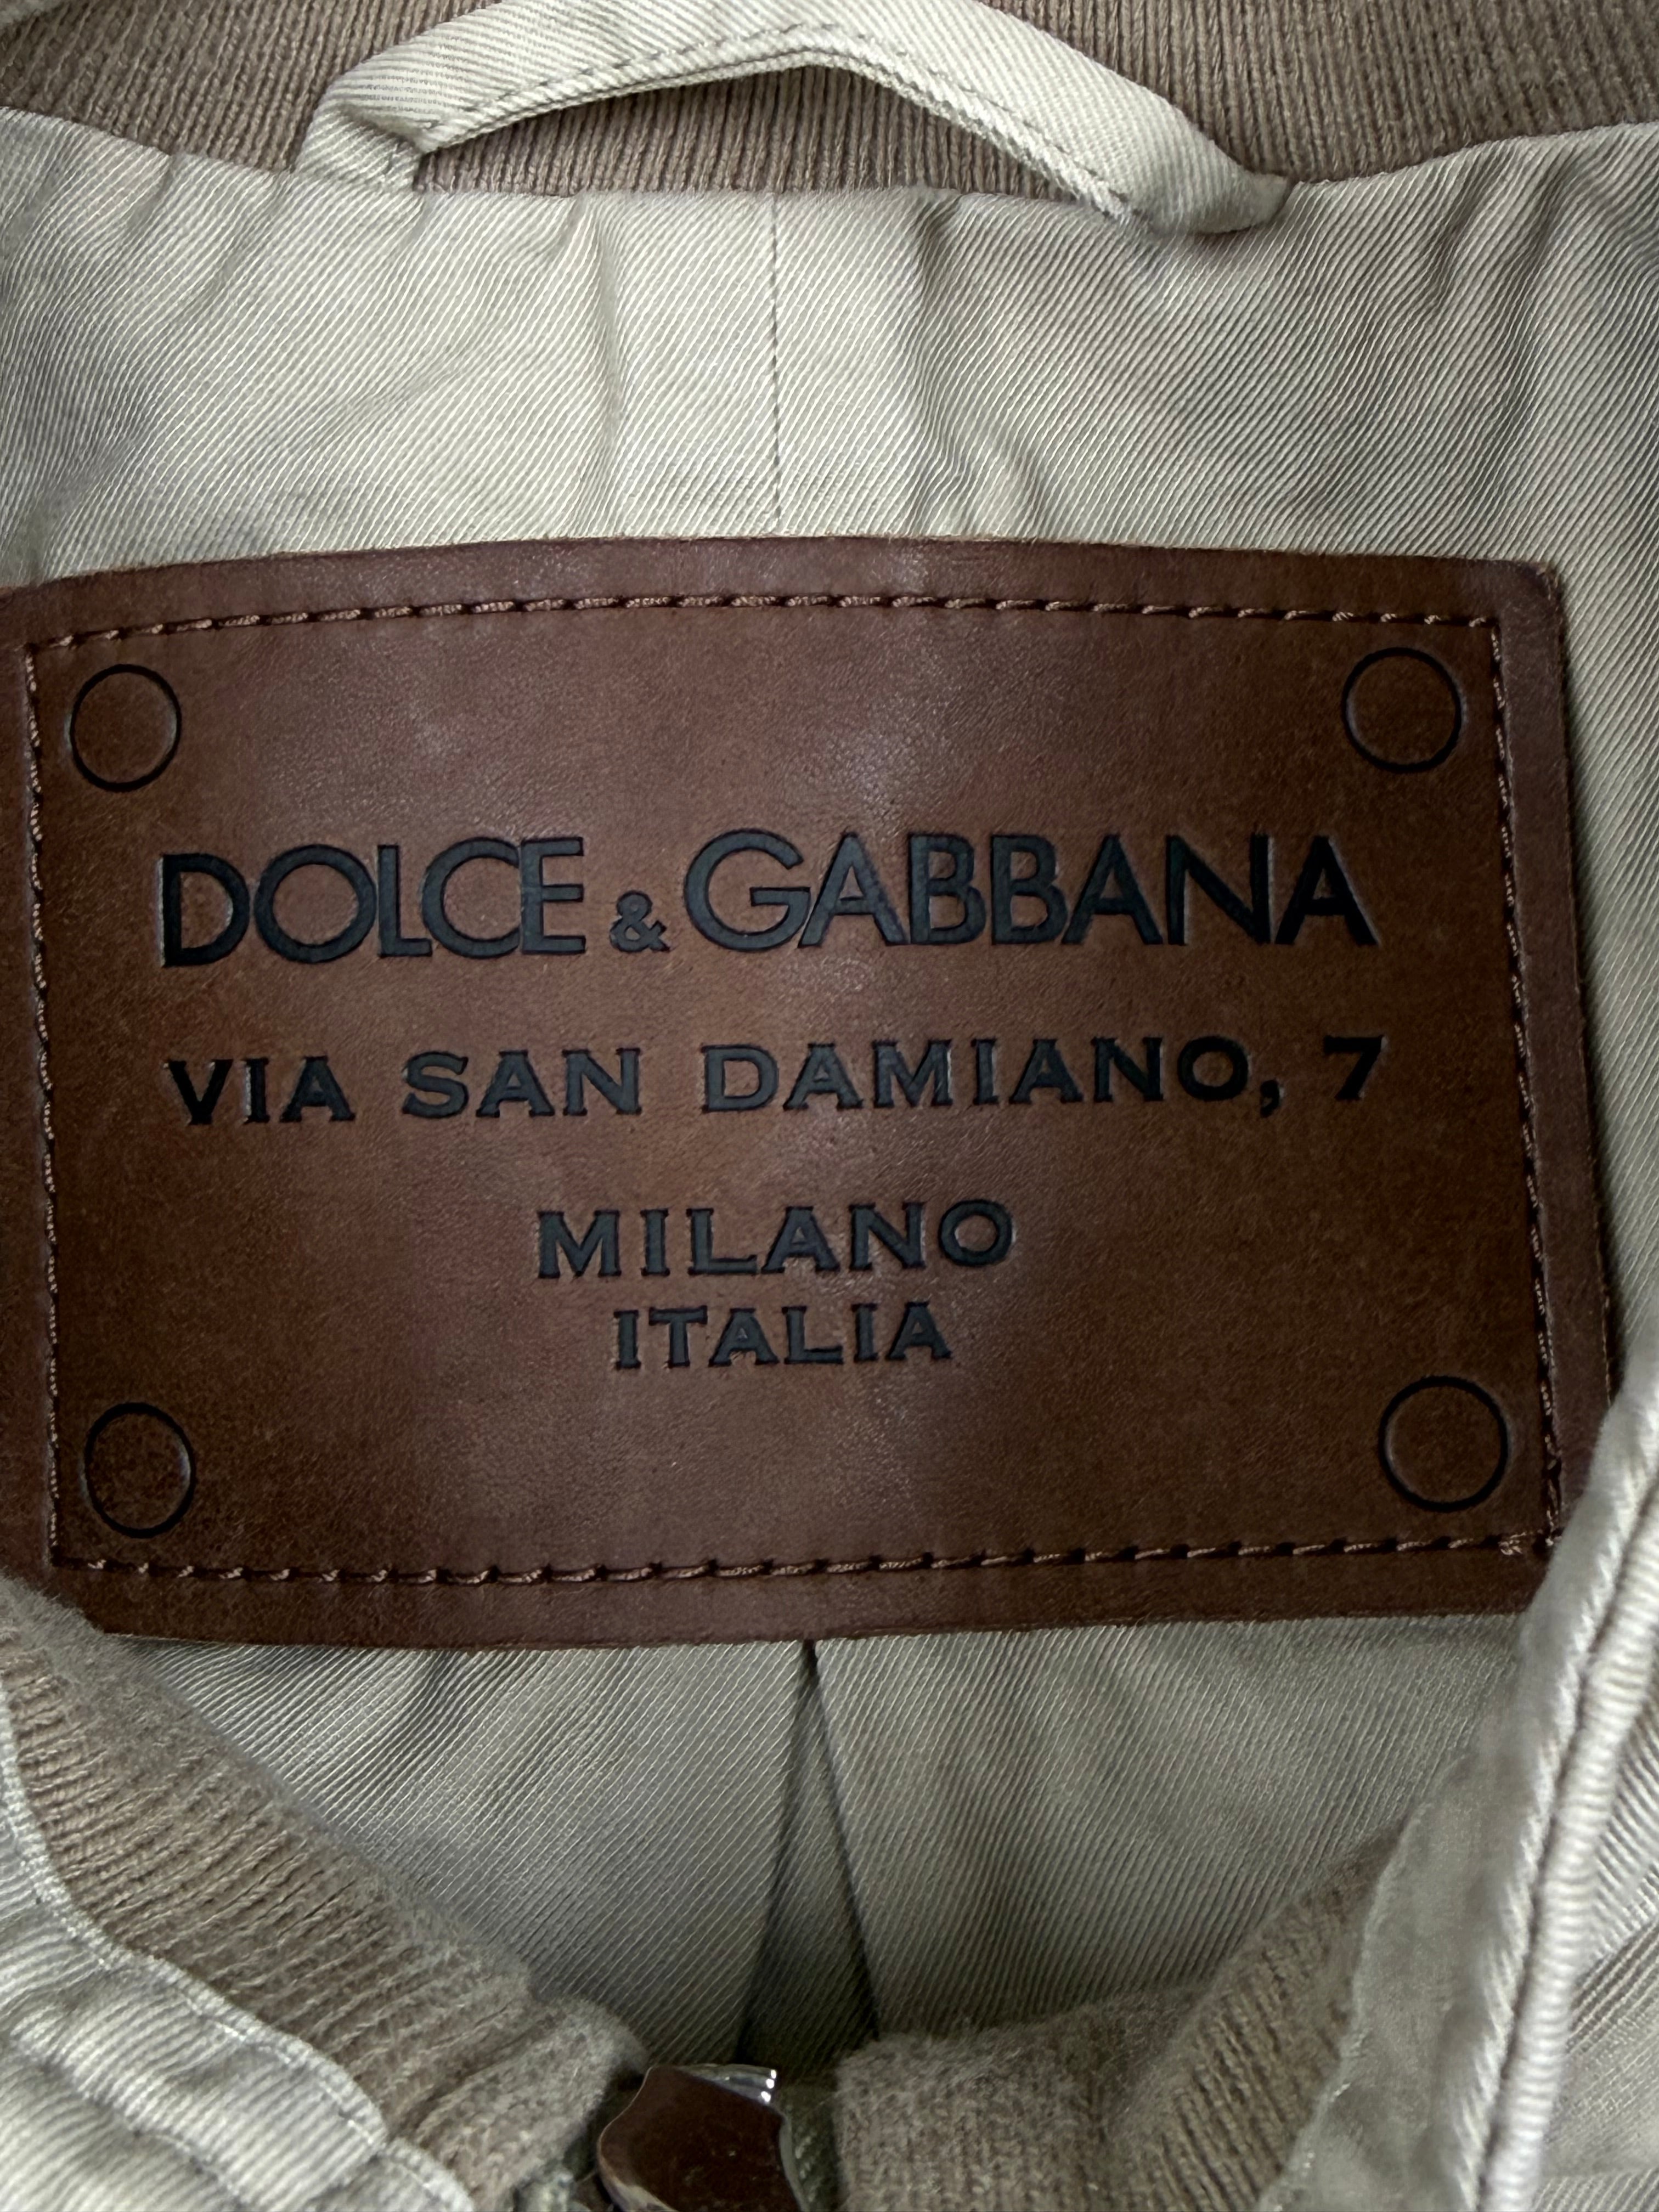 DOLCE & GABBANA
VIA SAN DAMIANO, 7
MILANO
ITALIA